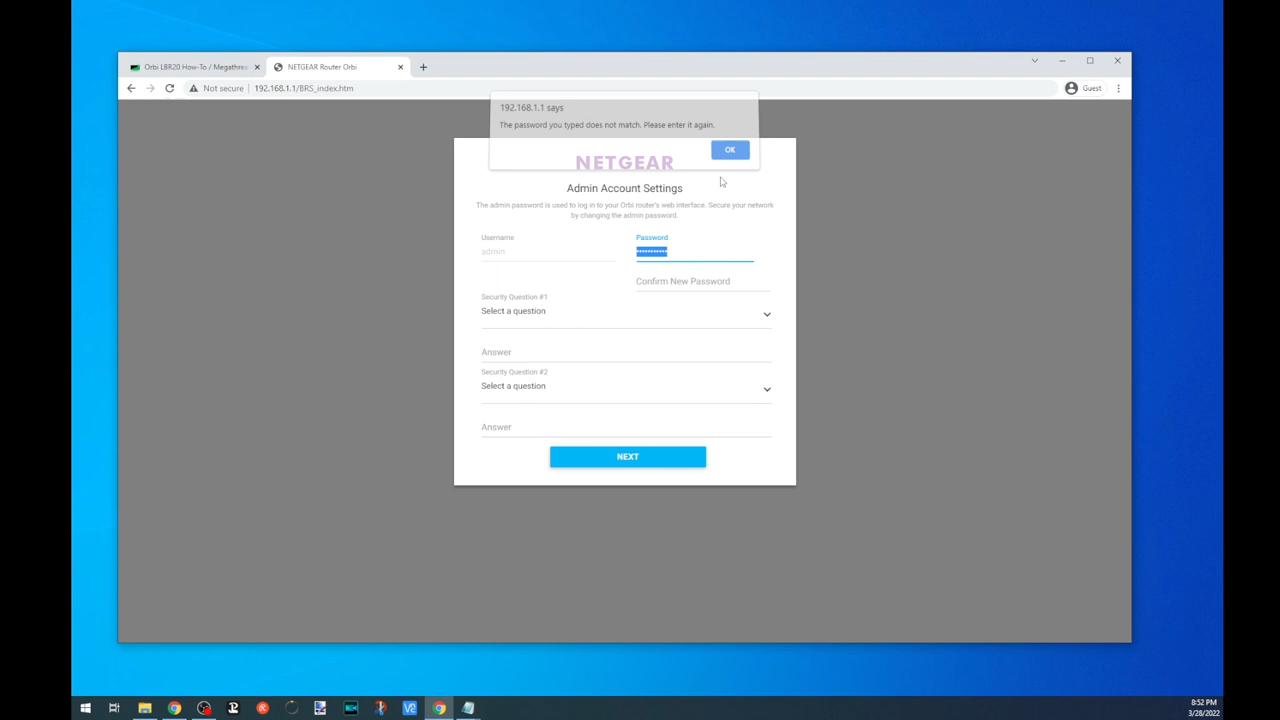 Orbi LBR20 How-To / Megathrea
NETGEAR Router Orbi
Not secure
192.168.1.1/BRS_index.htm
Guest
192.168.1.1 says
The password you typed does not match. Please enter it again.
OK
NETGEAR
Admin Account Settings
The admin password is used to log in to your Orbi router's web interface. Secure your network
by changing the admin password.
Username
Password
admin
•••••••••••
Confirm New Password
Security Question #1
Select a question
Answer
Security Question #2
Select a question
Answer
NEXT
8:52 PM
3/28/2022